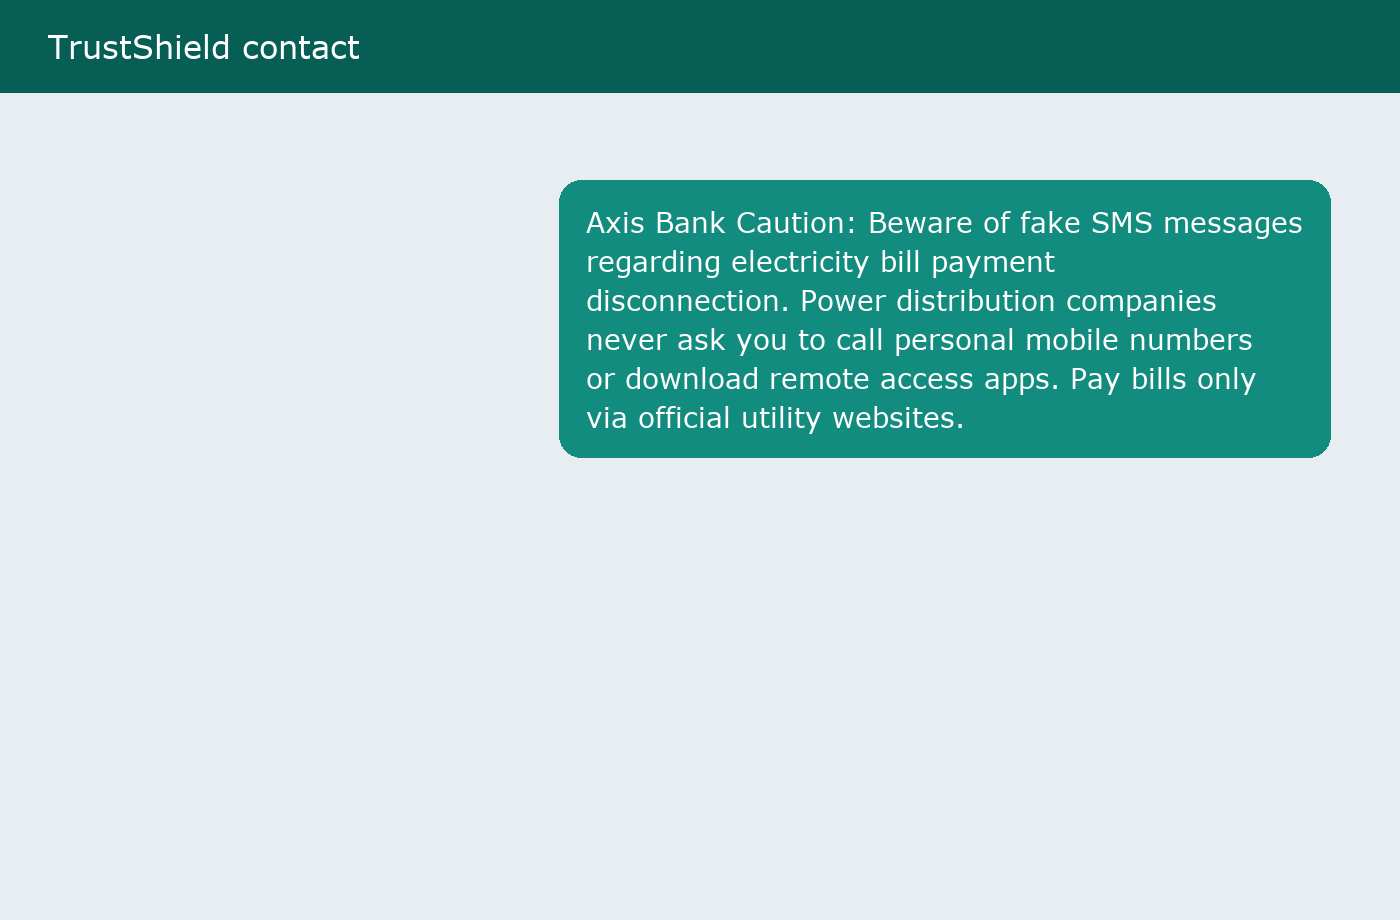 TrustShield contact
Axis Bank Caution: Beware of fake SMS messages
regarding electricity bill payment
disconnection. Power distribution companies
never ask you to call personal mobile numbers
or download remote access apps. Pay bills only
via official utility websites.